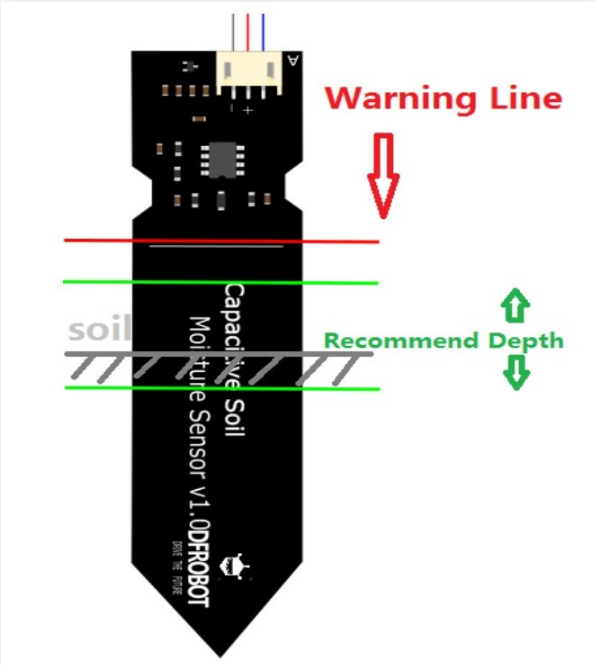 A
- +
Warning Line
soil
Recommend Depth
Capacitive Soil
Moisture Sensor v1.0
DFROBOT
DRIVE THE FUTURE